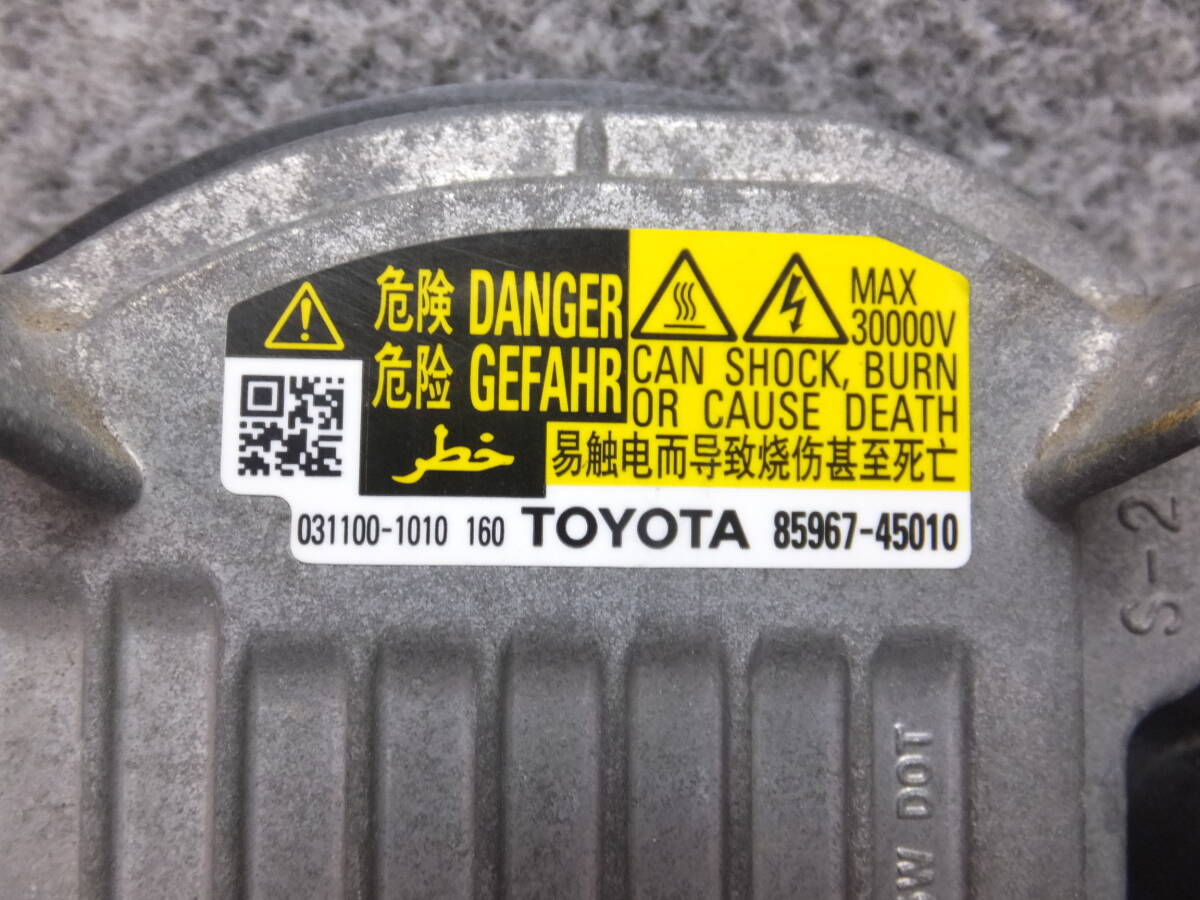 危険 DANGER
危险 GEFAHR
خطر
MAX
30000V
CAN SHOCK, BURN
OR CAUSE DEATH
易触电而导致烧伤甚至死亡
031100-1010 160 TOYOTA 85967-45010
S-2
W DOT